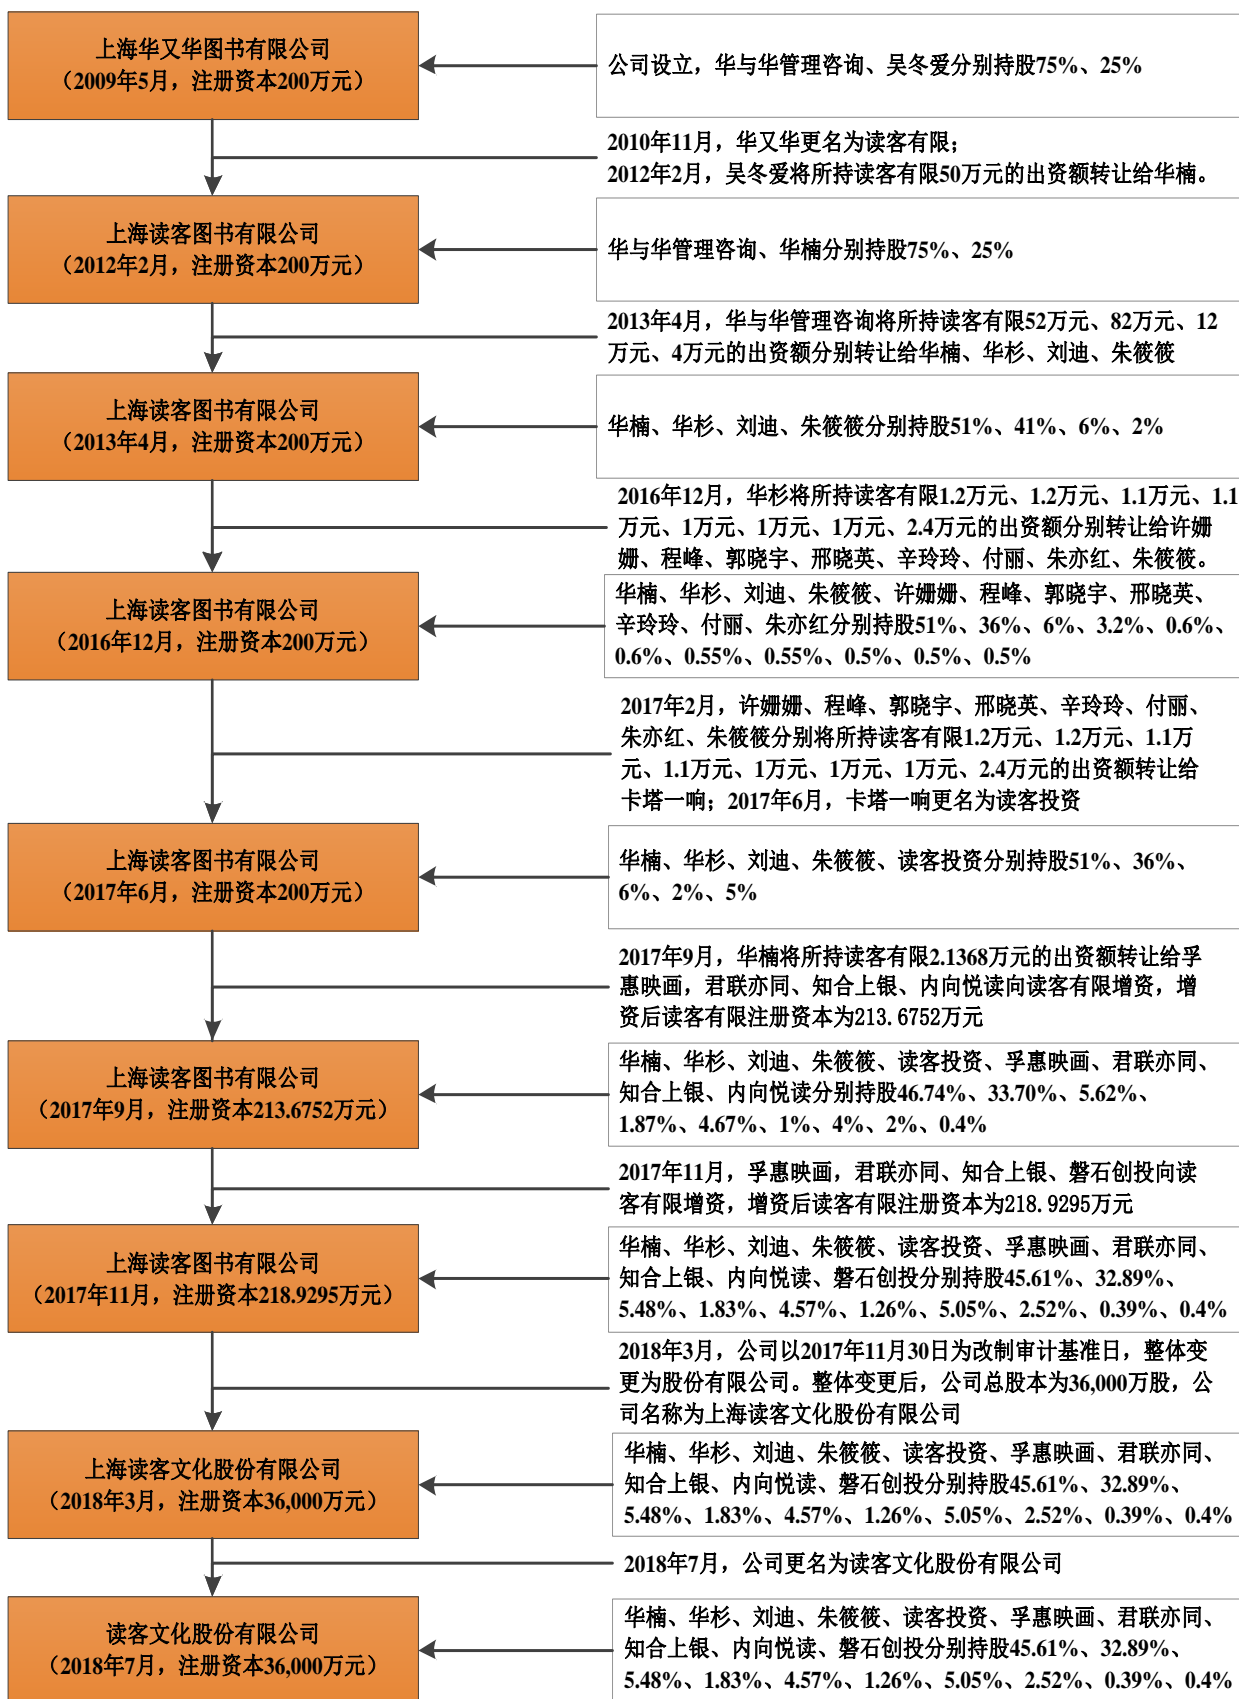 上海华又华图书有限公司
（2009年5月，注册资本200万元）
公司设立，华与华管理咨询、吴冬爱分别持股75%、25%
2010年11月，华又华更名为读客有限；
2012年2月，吴冬爱将所持读客有限50万元的出资额转让给华楠。
上海读客图书有限公司
（2012年2月，注册资本200万元）
华与华管理咨询、华楠分别持股75%、25%
2013年4月，华与华管理咨询将所持读客有限52万元、82万元、12
万元、4万元的出资额分别转让给华楠、华杉、刘迪、朱筱筱
上海读客图书有限公司
（2013年4月，注册资本200万元）
华楠、华杉、刘迪、朱筱筱分别持股51%、41%、6%、2%
2016年12月，华杉将所持读客有限1.2万元、1.2万元、1.1万元、1.1
万元、1万元、1万元、1万元、2.4万元的出资额分别转让给许姗
姗、程峰、郭晓宇、邢晓英、辛玲玲、付丽、朱亦红、朱筱筱。
上海读客图书有限公司
（2016年12月，注册资本200万元）
华楠、华杉、刘迪、朱筱筱、许姗姗、程峰、郭晓宇、邢晓英、
辛玲玲、付丽、朱亦红分别持股51%、36%、6%、3.2%、0.6%、
0.6%、0.55%、0.55%、0.5%、0.5%、0.5%
2017年2月，许姗姗、程峰、郭晓宇、邢晓英、辛玲玲、付丽、
朱亦红、朱筱筱分别将所持读客有限1.2万元、1.2万元、1.1万
元、1.1万元、1万元、1万元、1万元、2.4万元的出资额转让给
卡塔一响；2017年6月，卡塔一响更名为读客投资
上海读客图书有限公司
（2017年6月，注册资本200万元）
华楠、华杉、刘迪、朱筱筱、读客投资分别持股51%、36%、
6%、2%、5%
2017年9月，华楠将所持读客有限2.1368万元的出资额转让给孚
惠映画，君联亦同、知合上银、内向悦读向读客有限增资，增
资后读客有限注册资本为213.6752万元
上海读客图书有限公司
（2017年9月，注册资本213.6752万元）
华楠、华杉、刘迪、朱筱筱、读客投资、孚惠映画、君联亦同、
知合上银、内向悦读分别持股46.74%、33.70%、5.62%、
1.87%、4.67%、1%、4%、2%、0.4%
2017年11月，孚惠映画，君联亦同、知合上银、磐石创投向读
客有限增资，增资后读客有限注册资本为218.9295万元
上海读客图书有限公司
（2017年11月，注册资本218.9295万元）
华楠、华杉、刘迪、朱筱筱、读客投资、孚惠映画、君联亦同、
知合上银、内向悦读、磐石创投分别持股45.61%、32.89%、
5.48%、1.83%、4.57%、1.26%、5.05%、2.52%、0.39%、0.4%
2018年3月，公司以2017年11月30日为改制审计基准日，整体变
更为股份有限公司。整体变更后，公司总股本为36,000万股，公
司名称为上海读客文化股份有限公司
上海读客文化股份有限公司
（2018年3月，注册资本36,000万元）
华楠、华杉、刘迪、朱筱筱、读客投资、孚惠映画、君联亦同、
知合上银、内向悦读、磐石创投分别持股45.61%、32.89%、
5.48%、1.83%、4.57%、1.26%、5.05%、2.52%、0.39%、0.4%
2018年7月，公司更名为读客文化股份有限公司
读客文化股份有限公司
（2018年7月，注册资本36,000万元）
华楠、华杉、刘迪、朱筱筱、读客投资、孚惠映画、君联亦同、
知合上银、内向悦读、磐石创投分别持股45.61%、32.89%、
5.48%、1.83%、4.57%、1.26%、5.05%、2.52%、0.39%、0.4%